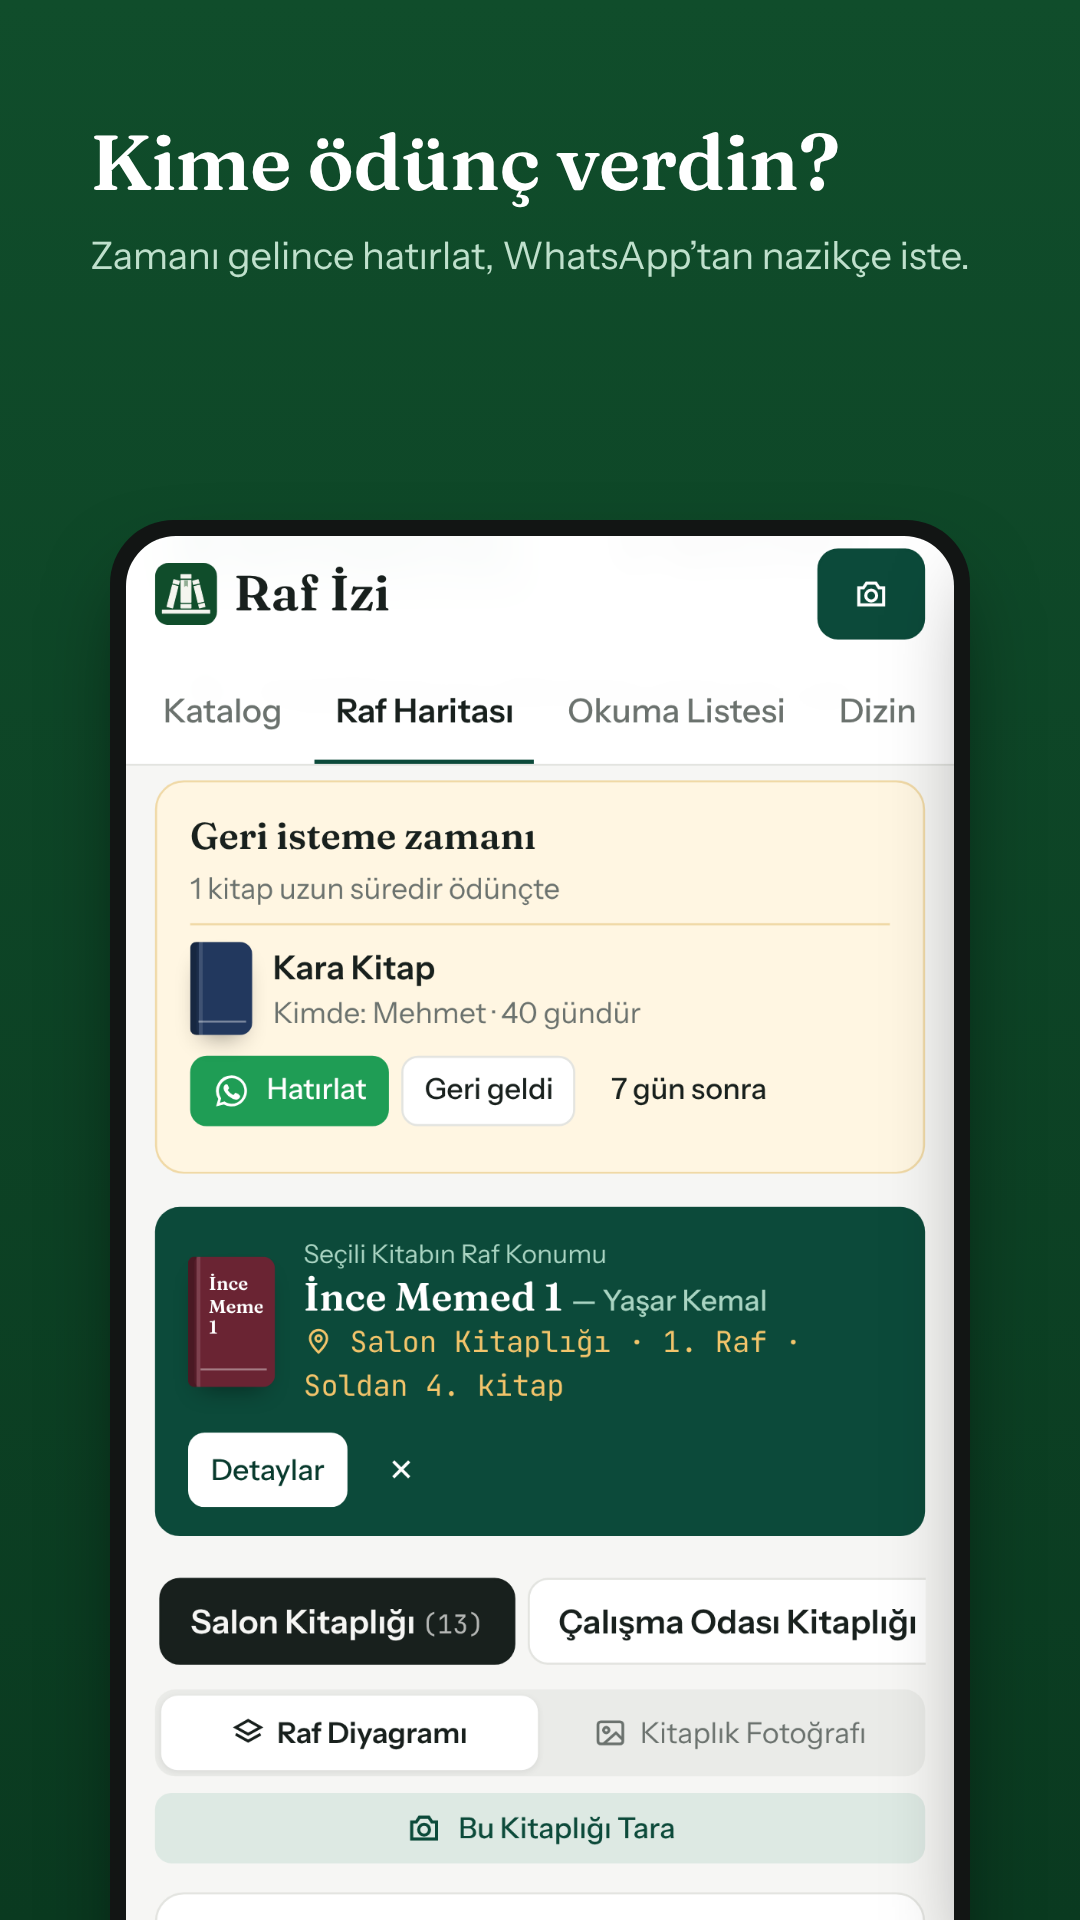 Kime ödünç verdin?
Zamanı gelince hatırlat, WhatsApp’tan nazikçe iste.
Raf İzi
Katalog Raf Haritası Okuma Listesi Dizin
Geri isteme zamanı
1 kitap uzun süredir ödünçte
Kara Kitap
Kimde: Mehmet · 40 gündür
Hatırlat Geri geldi 7 gün sonra
Seçili Kitabın Raf Konumu
İnce Memed 1 — Yaşar Kemal
Salon Kitaplığı · 1. Raf ·
Soldan 4. kitap
İnce
Meme
1
Detaylar ×
Salon Kitaplığı (13) Çalışma Odası Kitaplığı
Raf Diyagramı Kitaplık Fotoğrafı
Bu Kitaplığı Tara